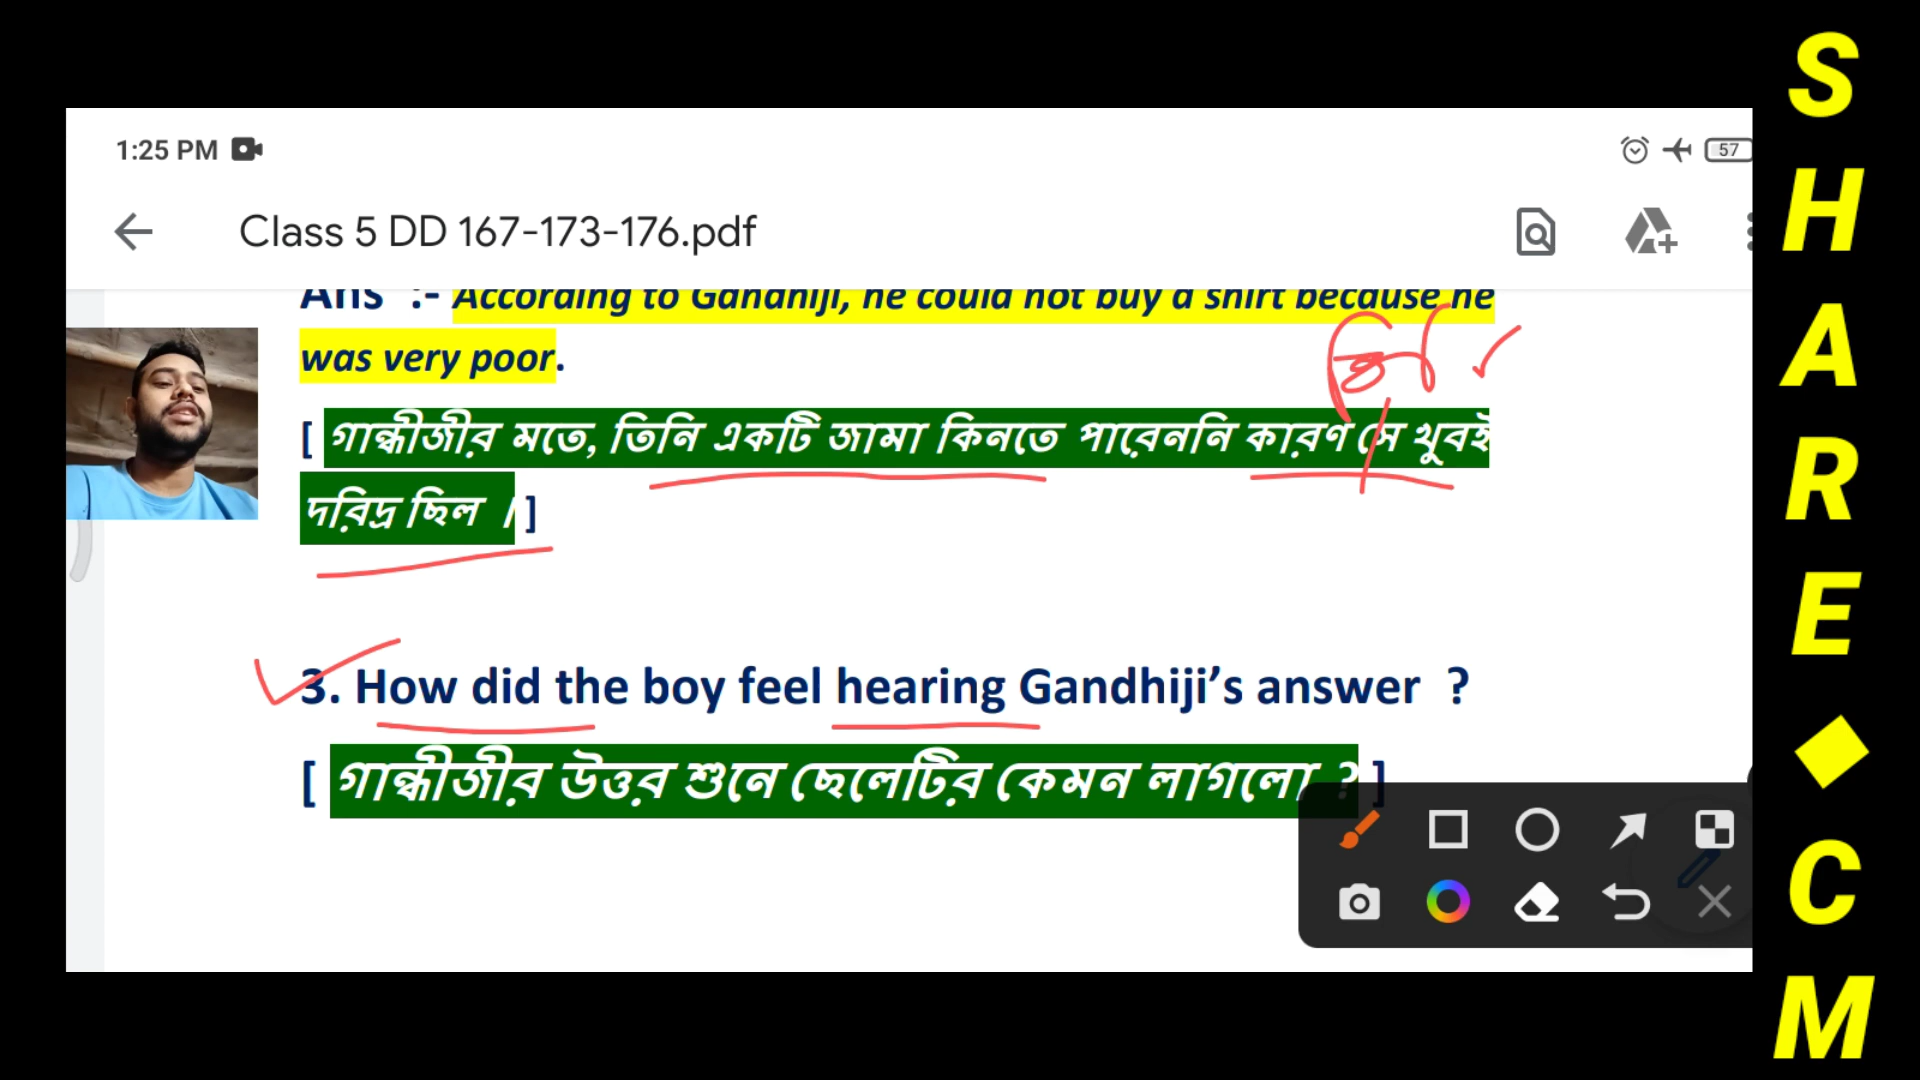 1:25 PM
57
Class 5 DD 167-173-176.pdf
Ans :- According to Gandhiji, he could not buy a shirt because he
was very poor.
[ গান্ধীজীর মতে, তিনি একটি জামা কিনতে পারেননি কারণ সে খুবই
দরিদ্র ছিল । ]
3. How did the boy feel hearing Gandhiji’s answer ?
[ গান্ধীজীর উত্তর শুনে ছেলেটির কেমন লাগলো ? ]
SHARE◆CM